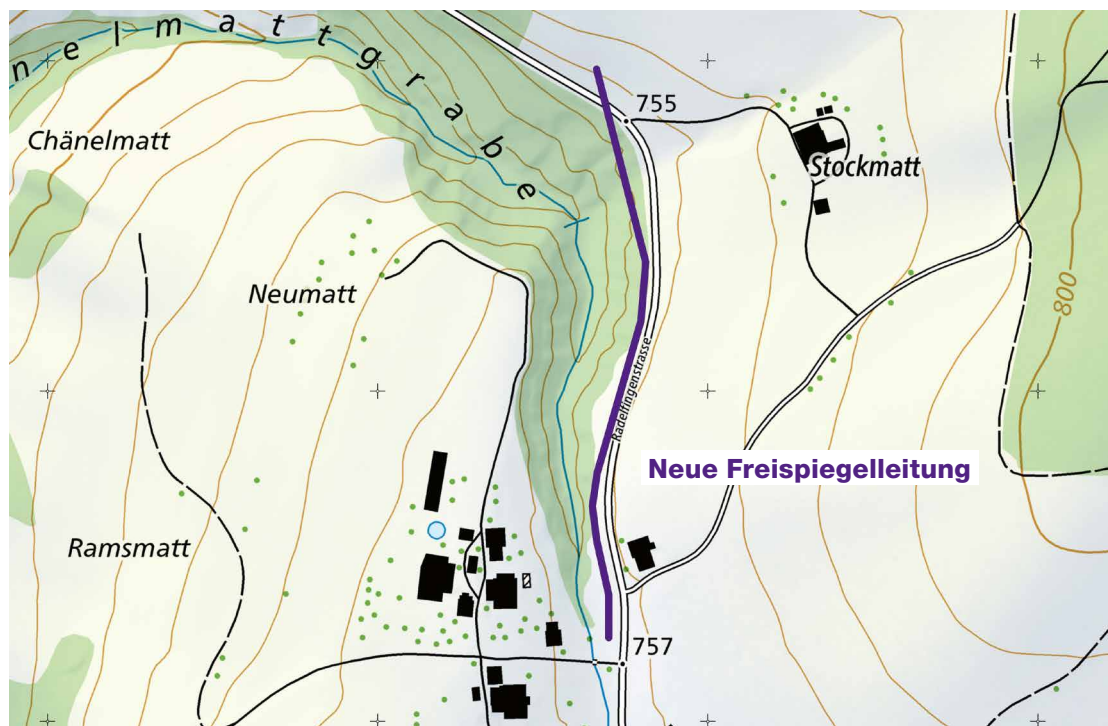 nelmattgrabe
755
Chänelmatt
Stockmatt
Neumatt
800
Radelfingenstrasse
Neue Freispiegelleitung
Ramsmatt
757